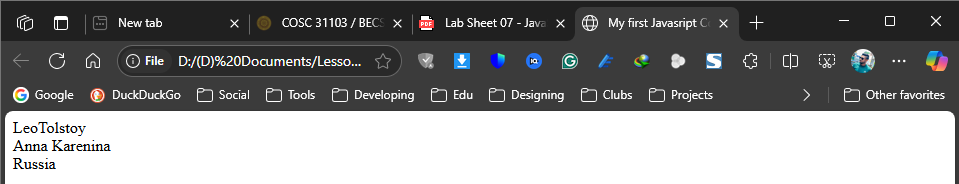 New tab
COSC 31103 / BECS
Lab Sheet 07 - Java
My first Javasript Co
File
D:/(D)%20Documents/Lesso...
Google
DuckDuckGo
Social
Tools
Developing
Edu
Designing
Clubs
Projects
Other favorites
LeoTolstoy
Anna Karenina
Russia